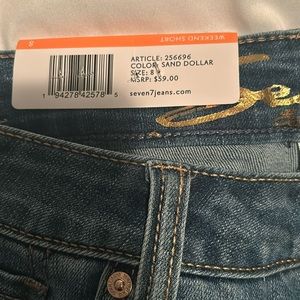 8
WEEKEND SHORT
ARTICLE: 256696
COLOR: SAND DOLLAR
SIZE: 8
MSRP: $59.00
1 94278 42578 5
seven7jeans.com